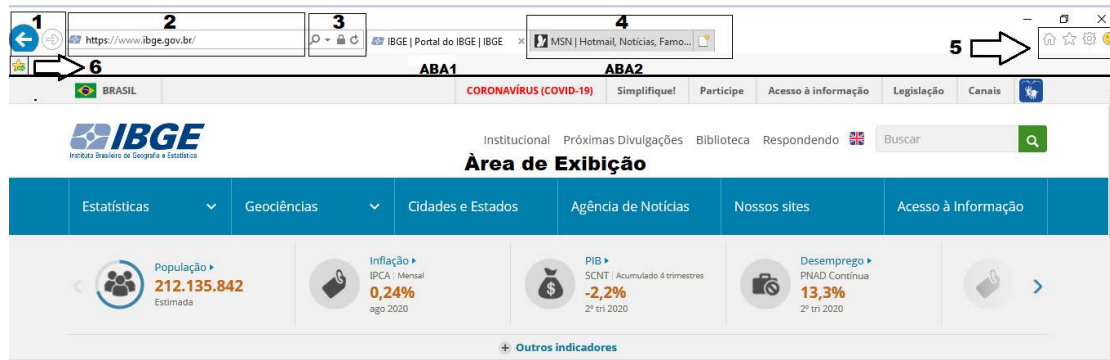 1 2 3 4
https://www.ibge.gov.br/ IBGE | Portal do IBGE | IBGE MSN | Hotmail, Notícias, Famo...
5
6 ABA1 ABA2
BRASIL CORONAVÍRUS (COVID-19) Simplifique! Participe Acesso à informação Legislação Canais
IBGE
Instituto Brasileiro de Geografia e Estatística
Institucional Próximas Divulgações Biblioteca Respondendo Buscar
Àrea de Exibição
Estatísticas Geociências Cidades e Estados Agência de Notícias Nossos sites Acesso à Informação
População
212.135.842
Estimada
Inflação
IPCA | Mensal
0,24%
ago 2020
PIB
SCNT | Acumulado 4 trimestres
-2,2%
2º tri 2020
Desemprego
PNAD Contínua
13,3%
2º tri 2020
Outros indicadores